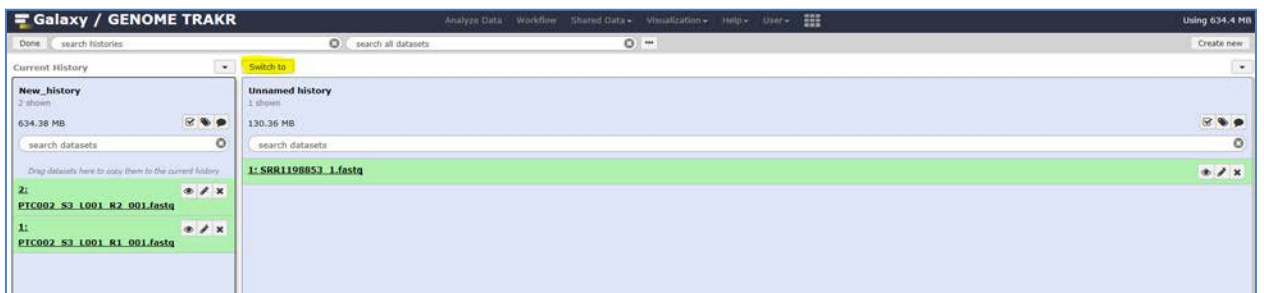 Galaxy / GENOME TRAKR
Analyze Data Workflow Shared Data Visualization Help User
Using 634.4 MB
Done search histories search all datasets ... Create new
Current History
Switch to
New_history
2 shown
634.38 MB
search datasets
Drag datasets here to copy them to the current history
2:
PTC002_S3_L001_R2_001.fastq
1:
PTC002_S3_L001_R1_001.fastq
Unnamed history
1 shown
130.36 MB
search datasets
1: SRR1198853_1.fastq